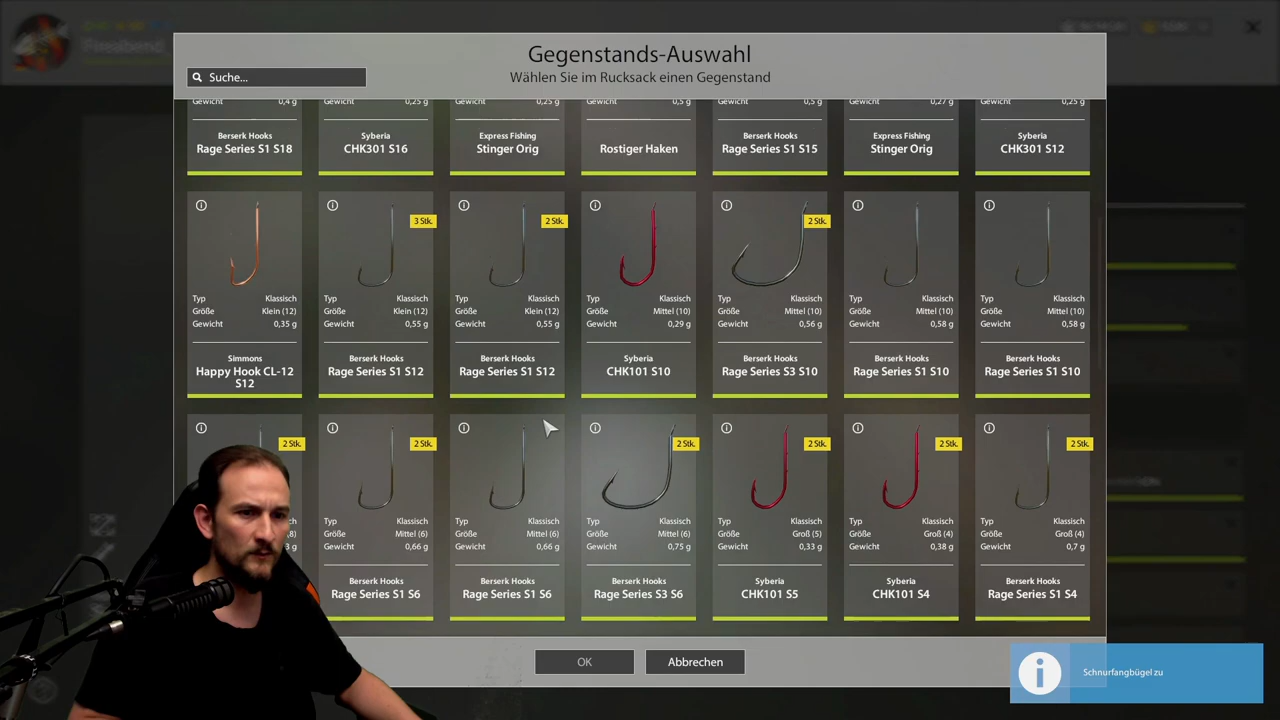 Gegenstands-Auswahl
Wählen Sie im Rucksack einen Gegenstand
Suche...
Gewicht 0,4 g
Gewicht 0,25 g
Gewicht 0,25 g
Gewicht 0,5 g
Gewicht 0,5 g
Gewicht 0,27 g
Gewicht 0,25 g
Berserk Hooks
Rage Series S1 S18
Syberia
CHK301 S16
Express Fishing
Stinger Orig
Rostiger Haken
Berserk Hooks
Rage Series S1 S15
Express Fishing
Stinger Orig
Syberia
CHK301 S12
Typ Klassisch
Größe Klein (12)
Gewicht 0,35 g
Simmons
Happy Hook CL-12
S12
3 Stk.
Typ Klassisch
Größe Klein (12)
Gewicht 0,55 g
Berserk Hooks
Rage Series S1 S12
2 Stk.
Typ Klassisch
Größe Klein (12)
Gewicht 0,55 g
Berserk Hooks
Rage Series S1 S12
Typ Klassisch
Größe Mittel (10)
Gewicht 0,29 g
Syberia
CHK101 S10
2 Stk.
Typ Klassisch
Größe Mittel (10)
Gewicht 0,56 g
Berserk Hooks
Rage Series S3 S10
Typ Klassisch
Größe Mittel (10)
Gewicht 0,58 g
Berserk Hooks
Rage Series S1 S10
Typ Klassisch
Größe Mittel (10)
Gewicht 0,58 g
Berserk Hooks
Rage Series S1 S10
2 Stk.
2 Stk.
Typ Klassisch
Größe Mittel (6)
Gewicht 0,66 g
Berserk Hooks
Rage Series S1 S6
Typ Klassisch
Größe Mittel (6)
Gewicht 0,66 g
Berserk Hooks
Rage Series S1 S6
2 Stk.
Typ Klassisch
Größe Mittel (6)
Gewicht 0,75 g
Berserk Hooks
Rage Series S3 S6
2 Stk.
Typ Klassisch
Größe Groß (5)
Gewicht 0,33 g
Syberia
CHK101 S5
2 Stk.
Typ Klassisch
Größe Groß (4)
Gewicht 0,38 g
Syberia
CHK101 S4
2 Stk.
Typ Klassisch
Größe Groß (4)
Gewicht 0,7 g
Berserk Hooks
Rage Series S1 S4
OK
Abbrechen
Schnurfangbügel zu